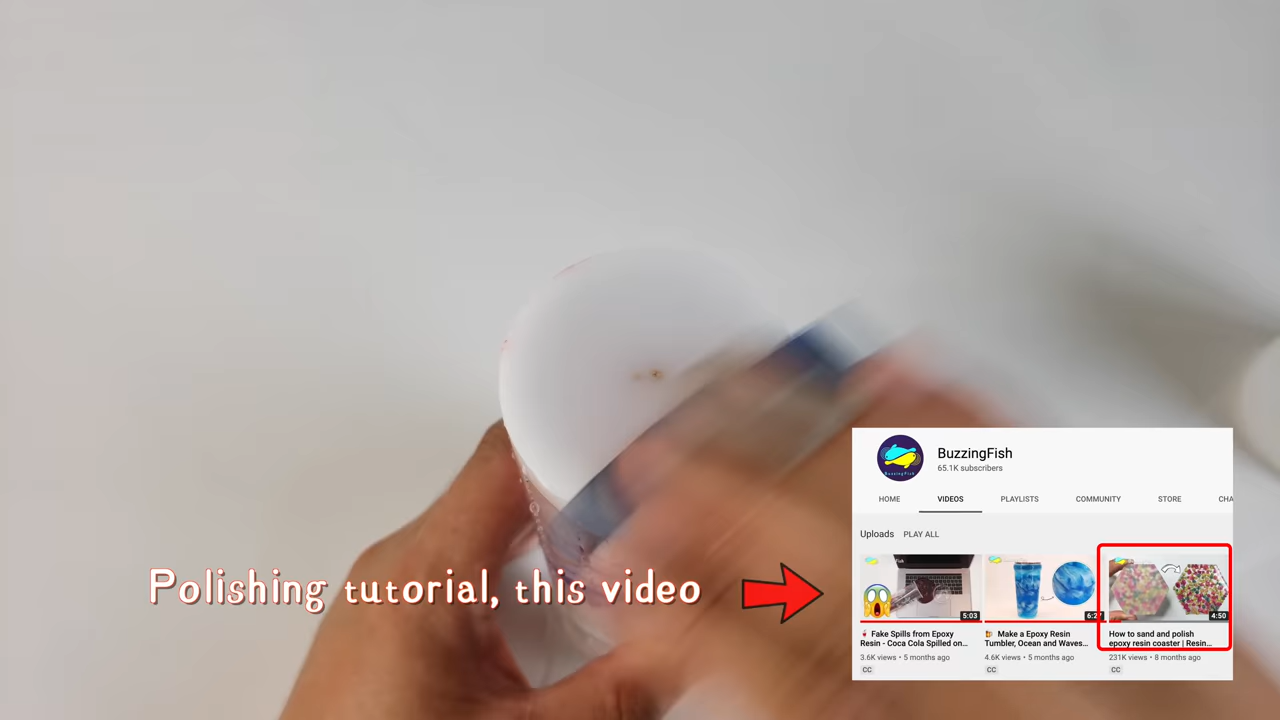 BuzzingFish
65.1K subscribers
HOME
VIDEOS
PLAYLISTS
COMMUNITY
STORE
CHA
Uploads
PLAY ALL
5:03
6:27
4:50
Polishing tutorial, this video
Fake Spills from Epoxy
Resin - Coca Cola Spilled on...
3.6K views • 5 months ago
CC
Make a Epoxy Resin
Tumbler, Ocean and Waves...
4.6K views • 5 months ago
CC
How to sand and polish
epoxy resin coaster | Resin...
231K views • 8 months ago
CC